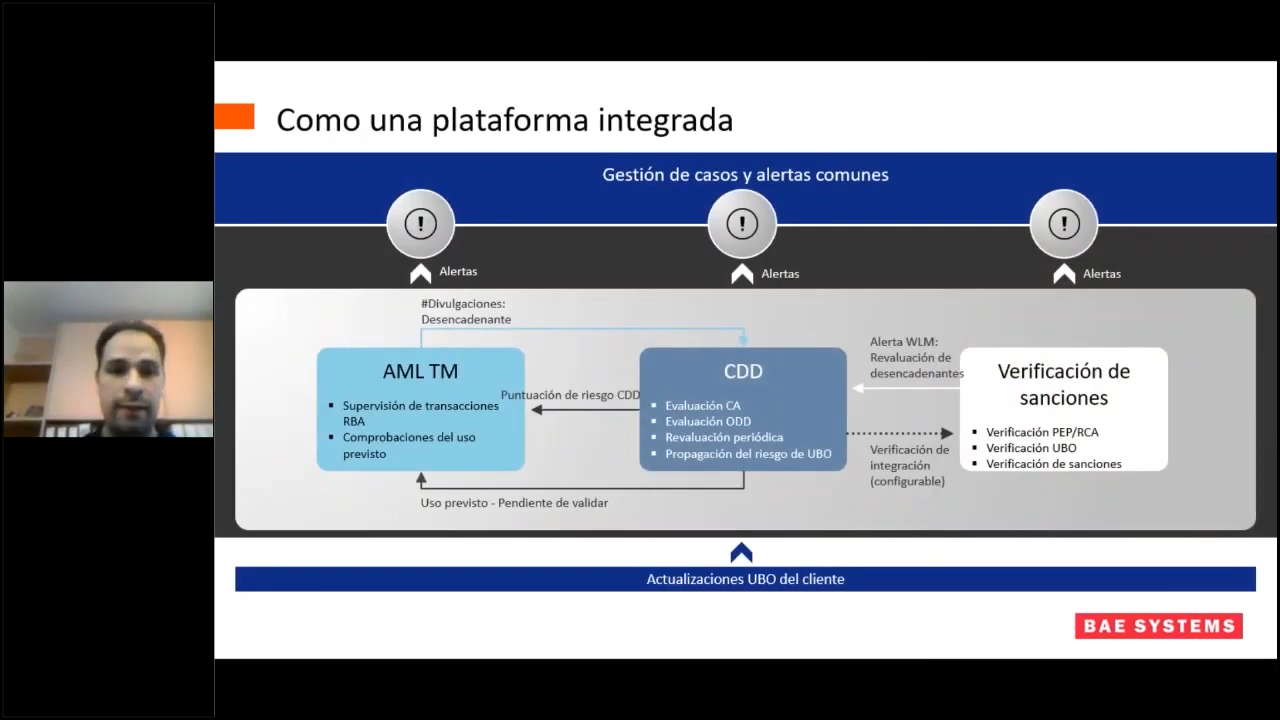 Como una plataforma integrada
Gestión de casos y alertas comunes
Alertas
Alertas
Alertas
#Divulgaciones:
Desencadenante
AML TM
Supervisión de transacciones
RBA
Comprobaciones del uso
previsto
Puntuación de riesgo CDD
CDD
Evaluación CA
Evaluación ODD
Revaluación periódica
Propagación del riesgo de UBO
Alerta WLM:
Revaluación de
desencadenantes
Verificación de
integración
(configurable)
Verificación de
sanciones
Verificación PEP/RCA
Verificación UBO
Verificación de sanciones
Uso previsto - Pendiente de validar
Actualizaciones UBO del cliente
BAE SYSTEMS